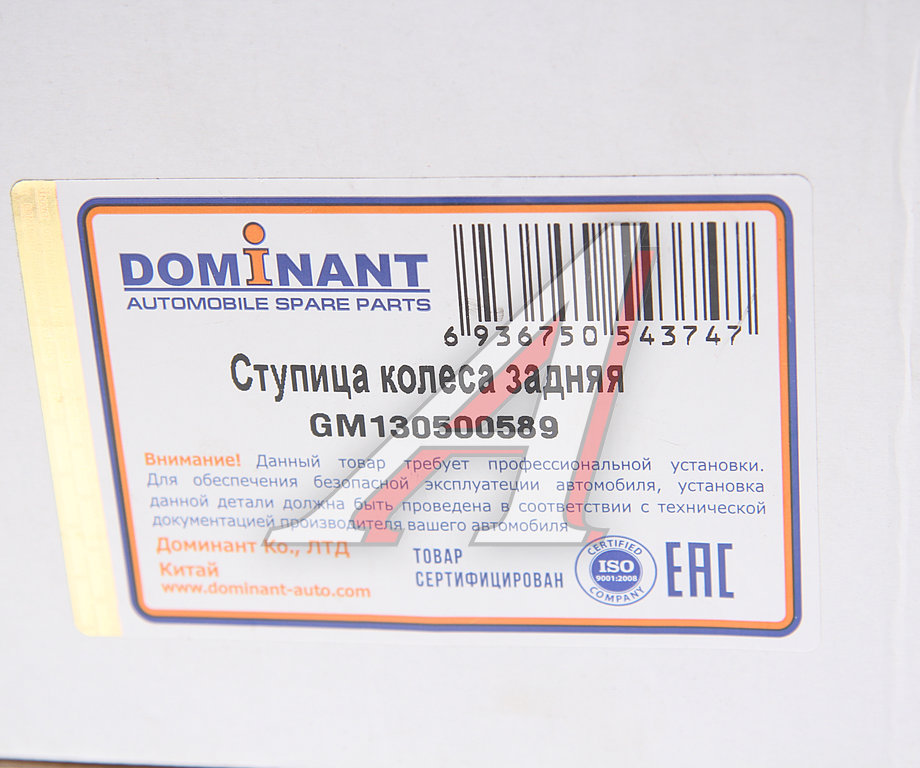 DOMiNANT
AUTOMOBILE SPARE PARTS
6 936750 543747
Ступица колеса задняя
GM130500589
Внимание! Данный товар требует профессиональной установки.
Для обеспечения безопасной эксплуатеции автомобиля, установка
данной детали должна быть проведена в соответствии с технической
документацией производителя вашего автомобиля
Доминант Ко., ЛТД
Китай
www.dominant-auto.com
ТОВАР
СЕРТИФИЦИРОВАН
CERTIFIED
ISO
9001:2008
COMPANY
EAC